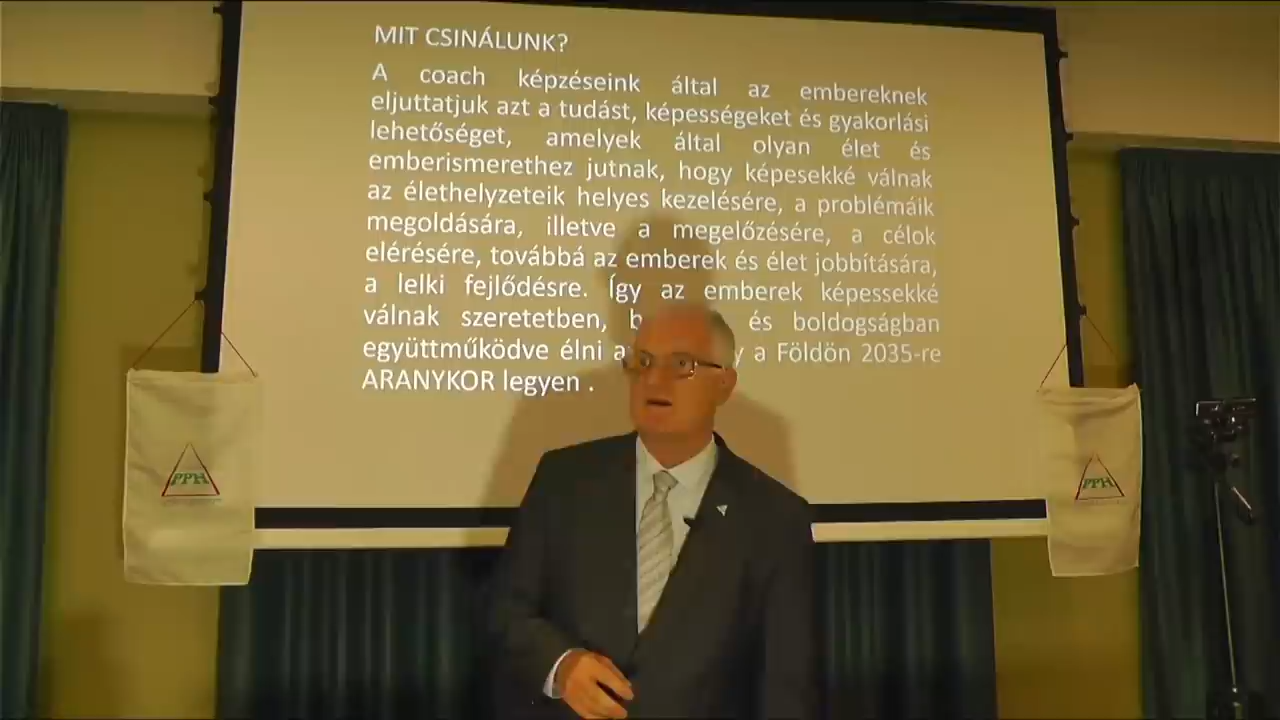 MIT CSINÁLUNK?
A coach képzéseink által az embereknek
eljuttatjuk azt a tudást, képességeket és gyakorlási
lehetőséget, amelyek által olyan élet és
emberismerethez jutnak, hogy képesekké válnak
az élethelyzeteik helyes kezelésére, a problémáik
megoldására, illetve a megelőzésére, a célok
elérésére, továbbá az emberek és élet jobbítására,
a lelki fejlődésre. Így az emberek képessekké
válnak szeretetben, és boldogságban
együttműködve élni a Földön 2035-re
ARANYKOR legyen .
PPH
PPH